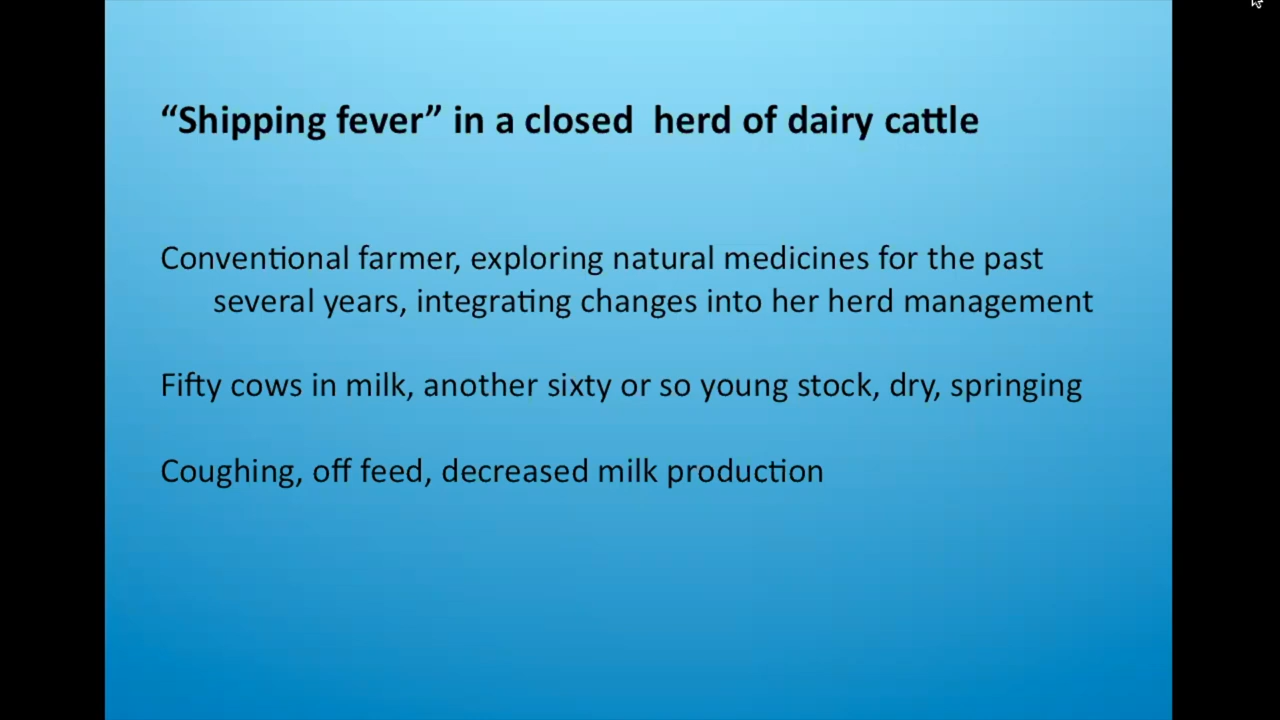 “Shipping fever” in a closed  herd of dairy cattle
Conventional farmer, exploring natural medicines for the past
several years, integrating changes into her herd management
Fifty cows in milk, another sixty or so young stock, dry, springing
Coughing, off feed, decreased milk production